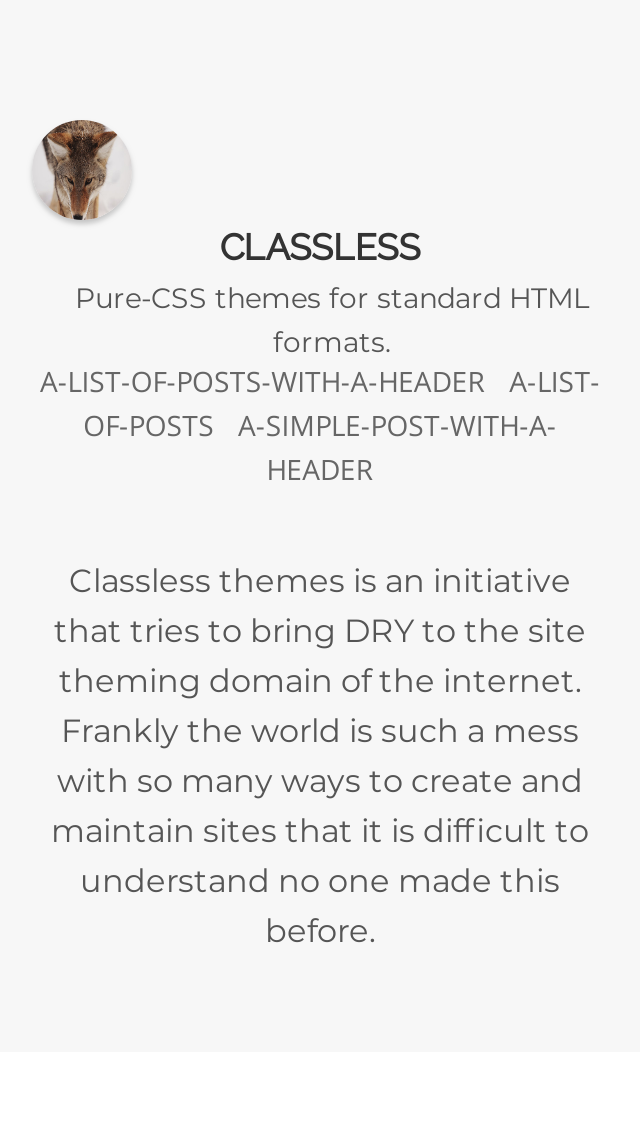 CLASSLESS
Pure-CSS themes for standard HTML
formats.
A-LIST-OF-POSTS-WITH-A-HEADER A-LIST-
OF-POSTS A-SIMPLE-POST-WITH-A-
HEADER
Classless themes is an initiative
that tries to bring DRY to the site
theming domain of the internet.
Frankly the world is such a mess
with so many ways to create and
maintain sites that it is difficult to
understand no one made this
before.